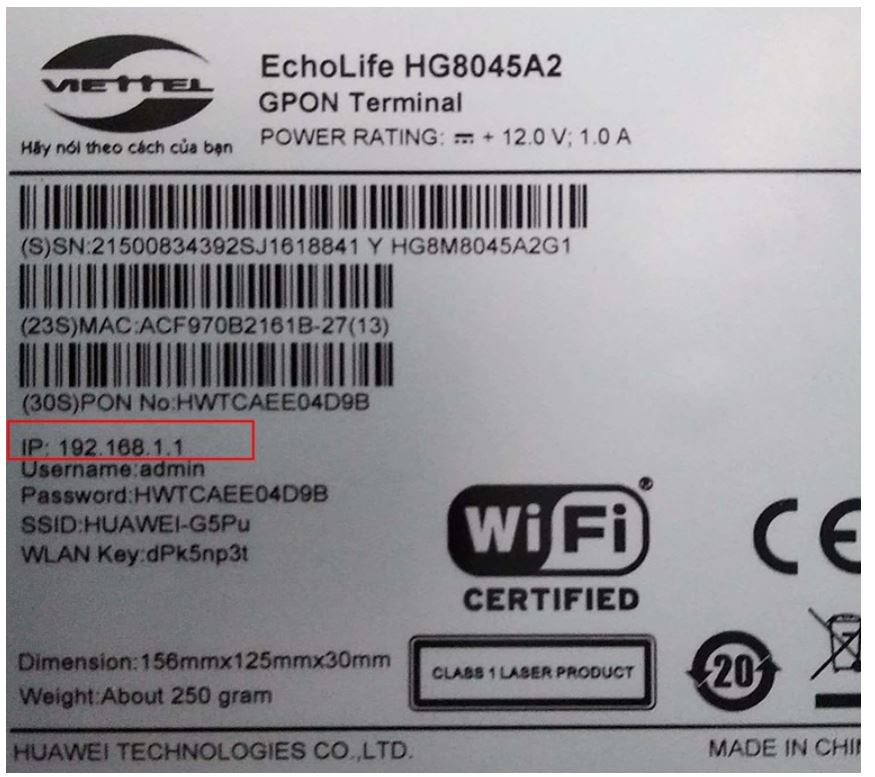 VIETTEL
Hãy nói theo cách của bạn
EchoLife HG8045A2
GPON Terminal
POWER RATING: ⎓ + 12.0 V; 1.0 A
(S)SN:21500834392SJ1618841 Y HG8M8045A2G1
(23S)MAC:ACF970B2161B-27(13)
(30S)PON No:HWTCAEE04D9B
IP: 192.168.1.1
Username:admin
Password:HWTCAEE04D9B
SSID:HUAWEI-G5Pu
WLAN Key:dPk5np3t
WiFi®
CERTIFIED
CE
Dimension:156mmx125mmx30mm
Weight:About 250 gram
CLASS 1 LASER PRODUCT
20
HUAWEI TECHNOLOGIES CO.,LTD.
MADE IN